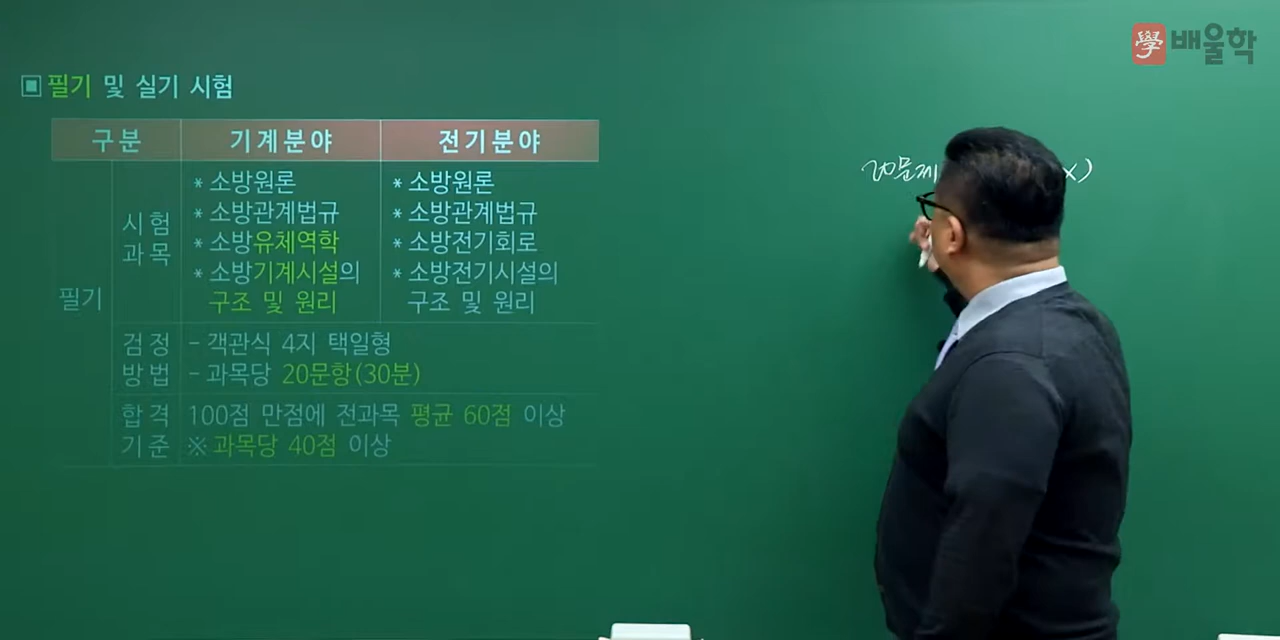 學 배울학
▣ 필기 및 실기 시험
구분 기계분야 전기분야
필기
시험
과목
* 소방원론
* 소방관계법규
* 소방유체역학
* 소방기계시설의
구조 및 원리
* 소방원론
* 소방관계법규
* 소방전기회로
* 소방전기시설의
구조 및 원리
검정
방법
- 객관식 4지 택일형
- 과목당 20문항(30분)
합격
기준
100점 만점에 전과목 평균 60점 이상
※ 과목당 40점 이상
20문제 x)